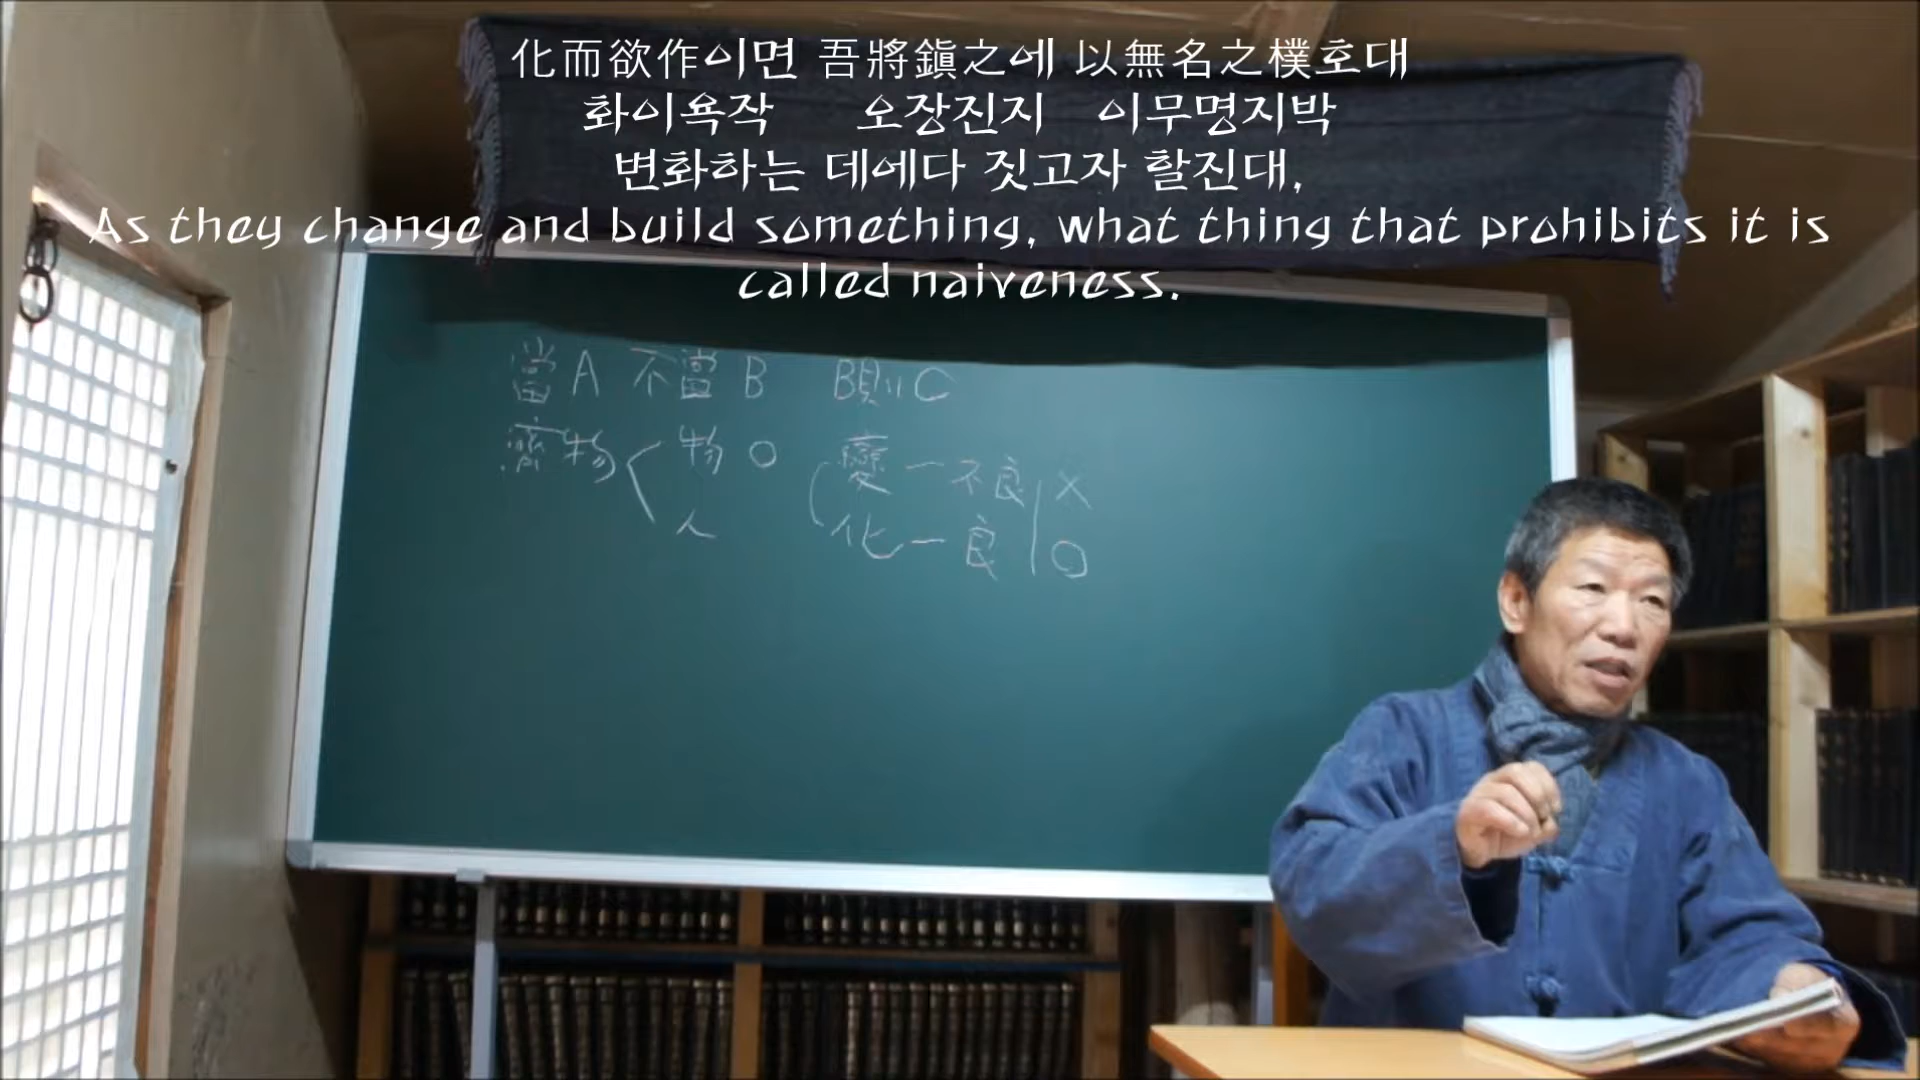 化而欲作이면 吾將鎭之에 以無名之樸호대
화이욕작 오장진지 이무명지박
변화하는 데에다 짓고자 할진대,
As they change and build something, what thing that prohibits it is
called naiveness.
當 A 不當 B B則 C
齊物 物 O 變 一 不良 X
人 化 一 良 O